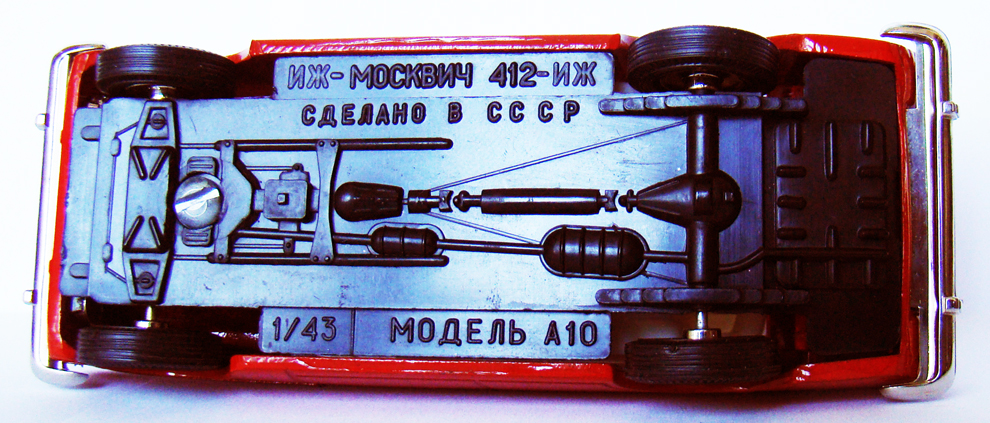 ИЖ-МОСКВИЧ 412-ИЖ
СДЕЛАНО В СССР
1/43 МОДЕЛЬ А10